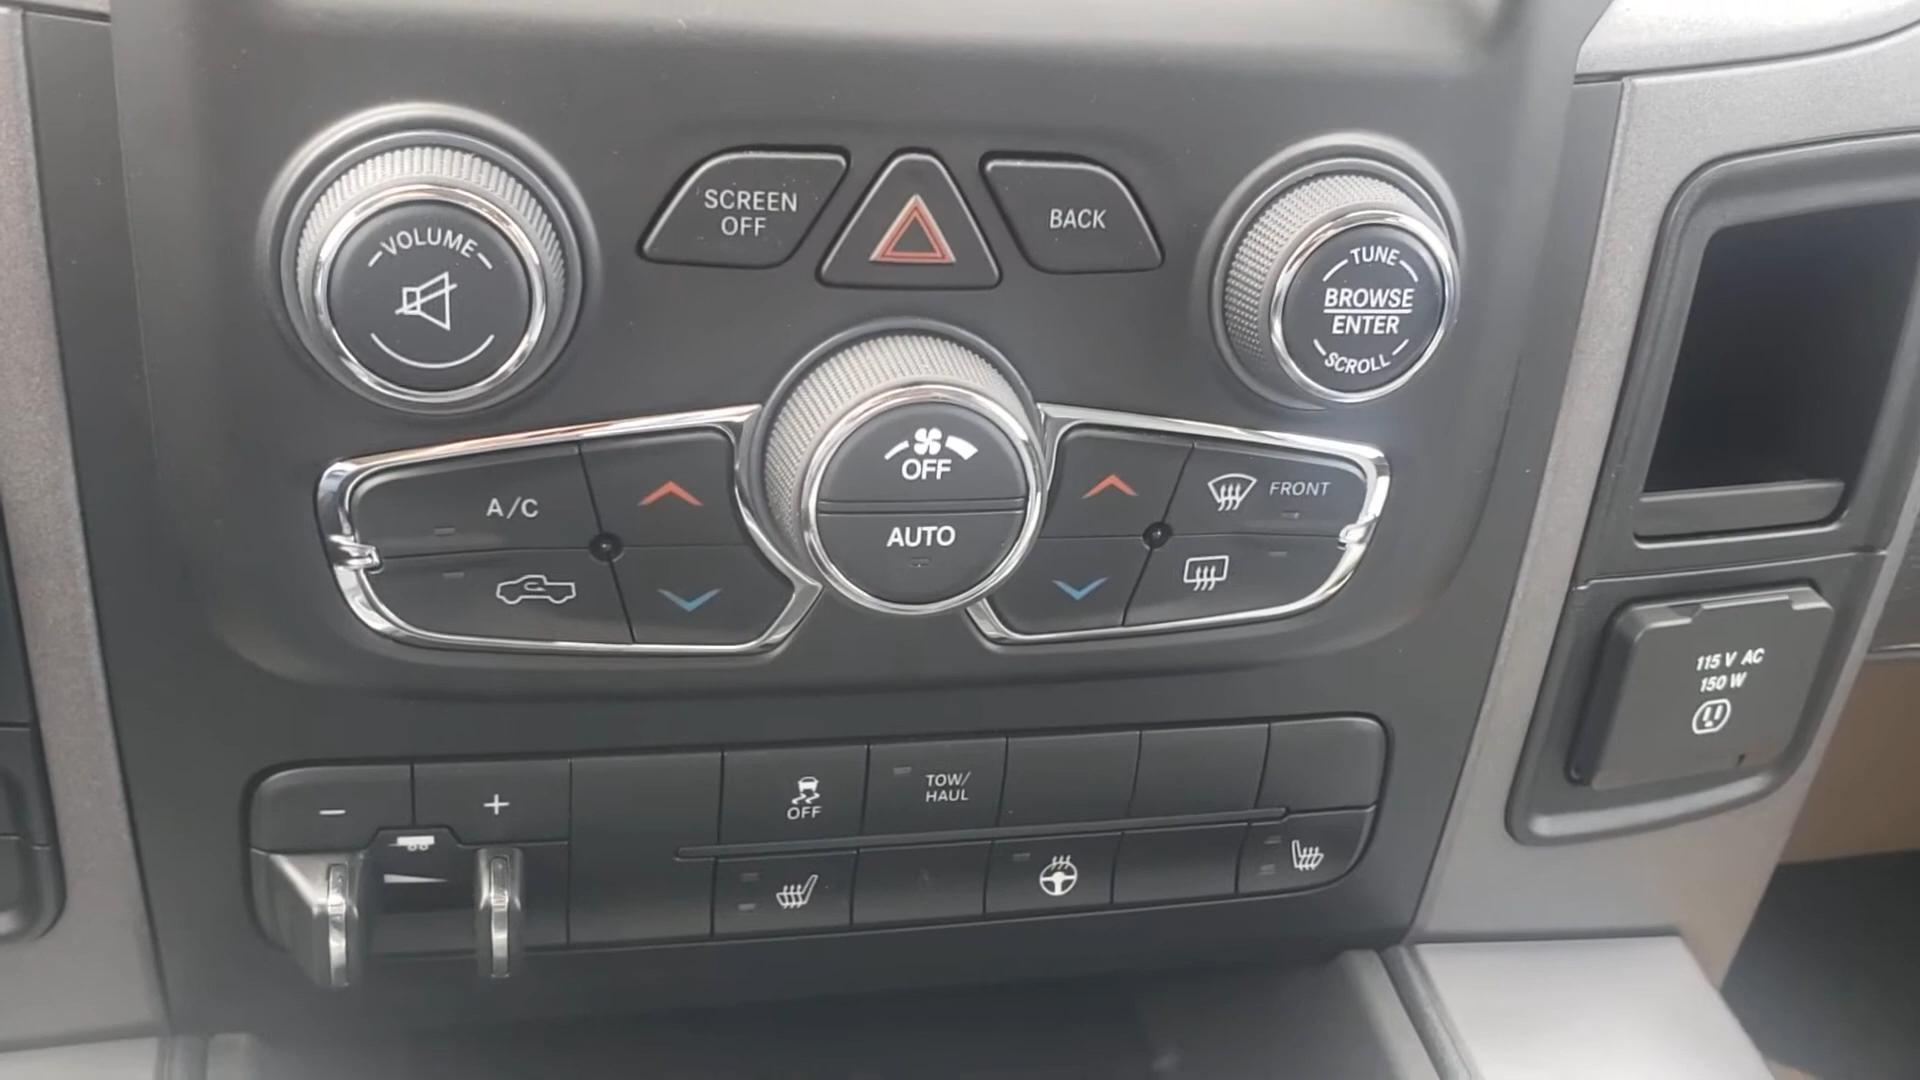 VOLUME
SCREEN
OFF
BACK
TUNE
BROWSE
ENTER
SCROLL
A/C
OFF
AUTO
FRONT
115 V AC
150 W
- +
OFF
TOW/
HAUL